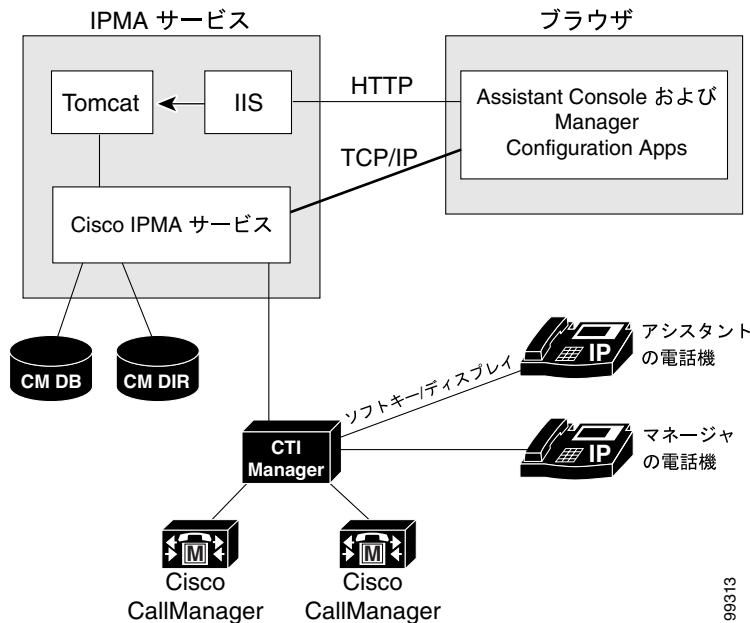 IPMA サービス
ブラウザ
Tomcat
IIS
HTTP
Assistant Console および
Manager
Configuration Apps
TCP/IP
Cisco IPMA サービス
CM DB
CM DIR
ソフトキー/ディスプレイ
IP
アシスタント
の電話機
CTI
Manager
IP
マネージャ
の電話機
M
M
Cisco
CallManager
Cisco
CallManager
99313